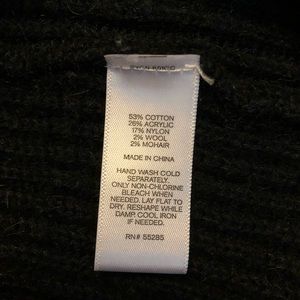 53% COTTON
26% ACRYLIC
17% NYLON
2% WOOL
2% MOHAIR
MADE IN CHINA
HAND WASH COLD
SEPARATELY.
ONLY NON-CHLORINE
BLEACH WHEN
NEEDED. LAY FLAT TO
DRY. RESHAPE WHILE
DAMP. COOL IRON
IF NEEDED.
RN# 55285